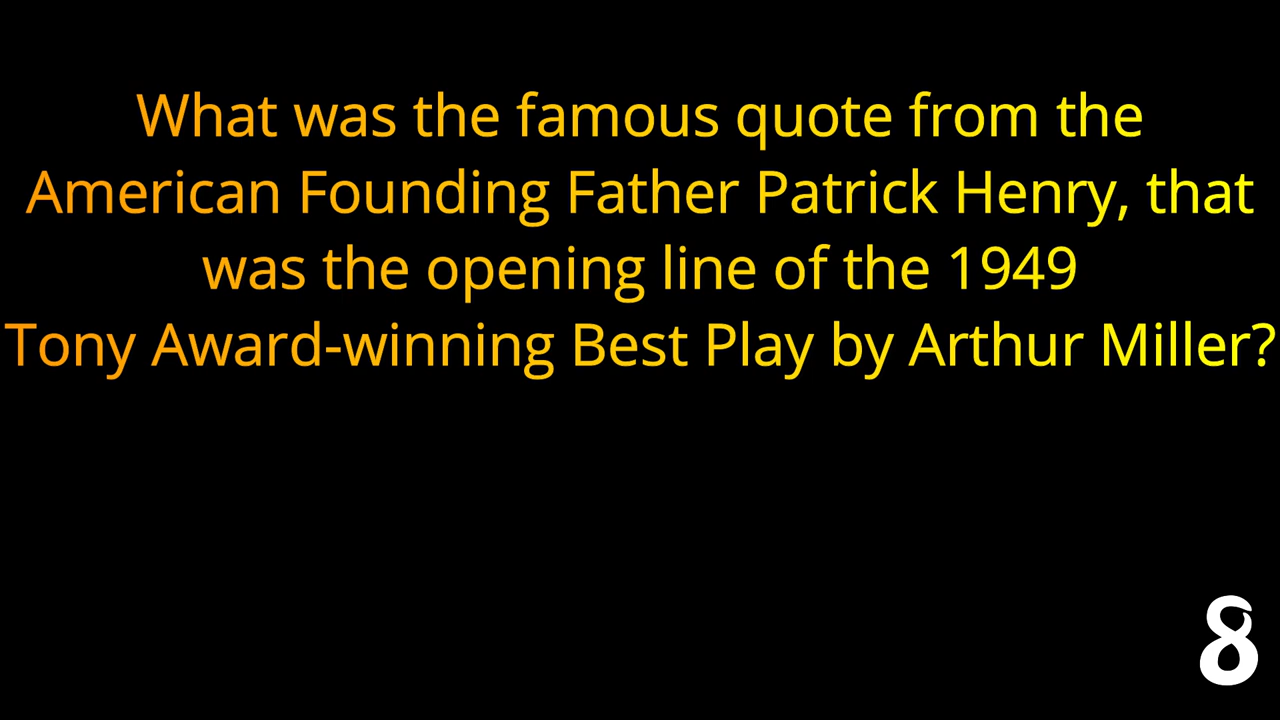 What was the famous quote from the
American Founding Father Patrick Henry, that
was the opening line of the 1949
Tony Award-winning Best Play by Arthur Miller?
8